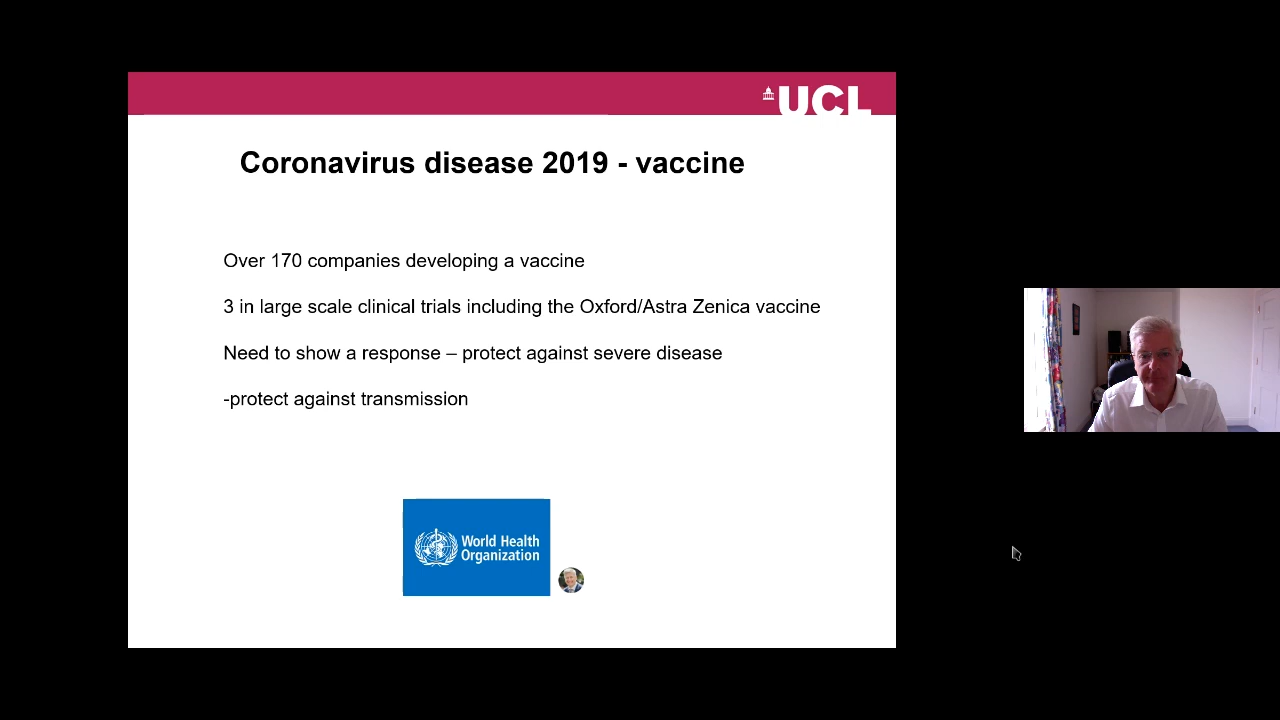 UCL
Coronavirus disease 2019 - vaccine
Over 170 companies developing a vaccine
3 in large scale clinical trials including the Oxford/Astra Zenica vaccine
Need to show a response – protect against severe disease
-protect against transmission
World Health
Organization